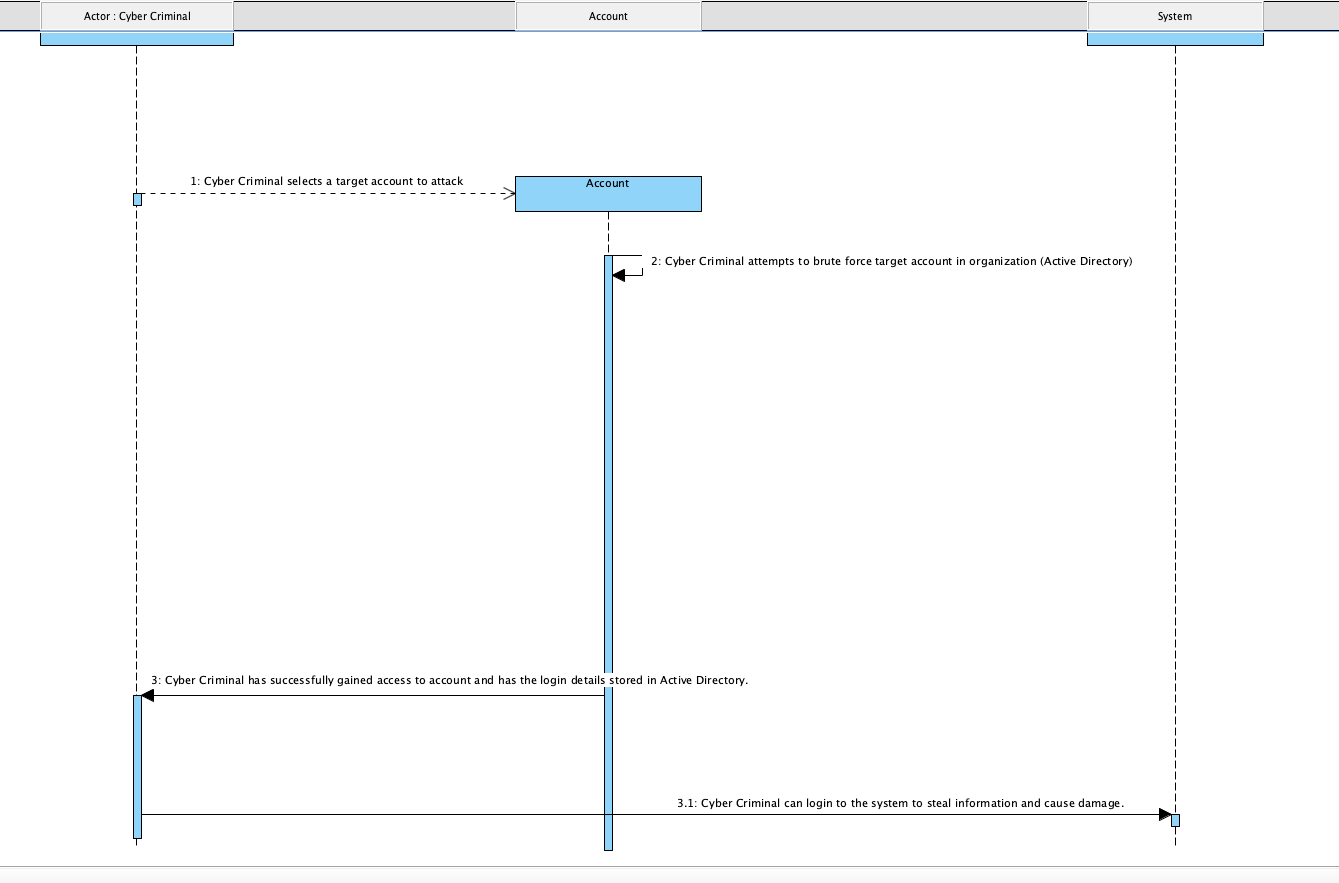 Actor : Cyber Criminal
Account
System
1: Cyber Criminal selects a target account to attack
Account
2: Cyber Criminal attempts to brute force target account in organization (Active Directory)
3: Cyber Criminal has successfully gained access to account and has the login details stored in Active Directory.
3.1: Cyber Criminal can login to the system to steal information and cause damage.